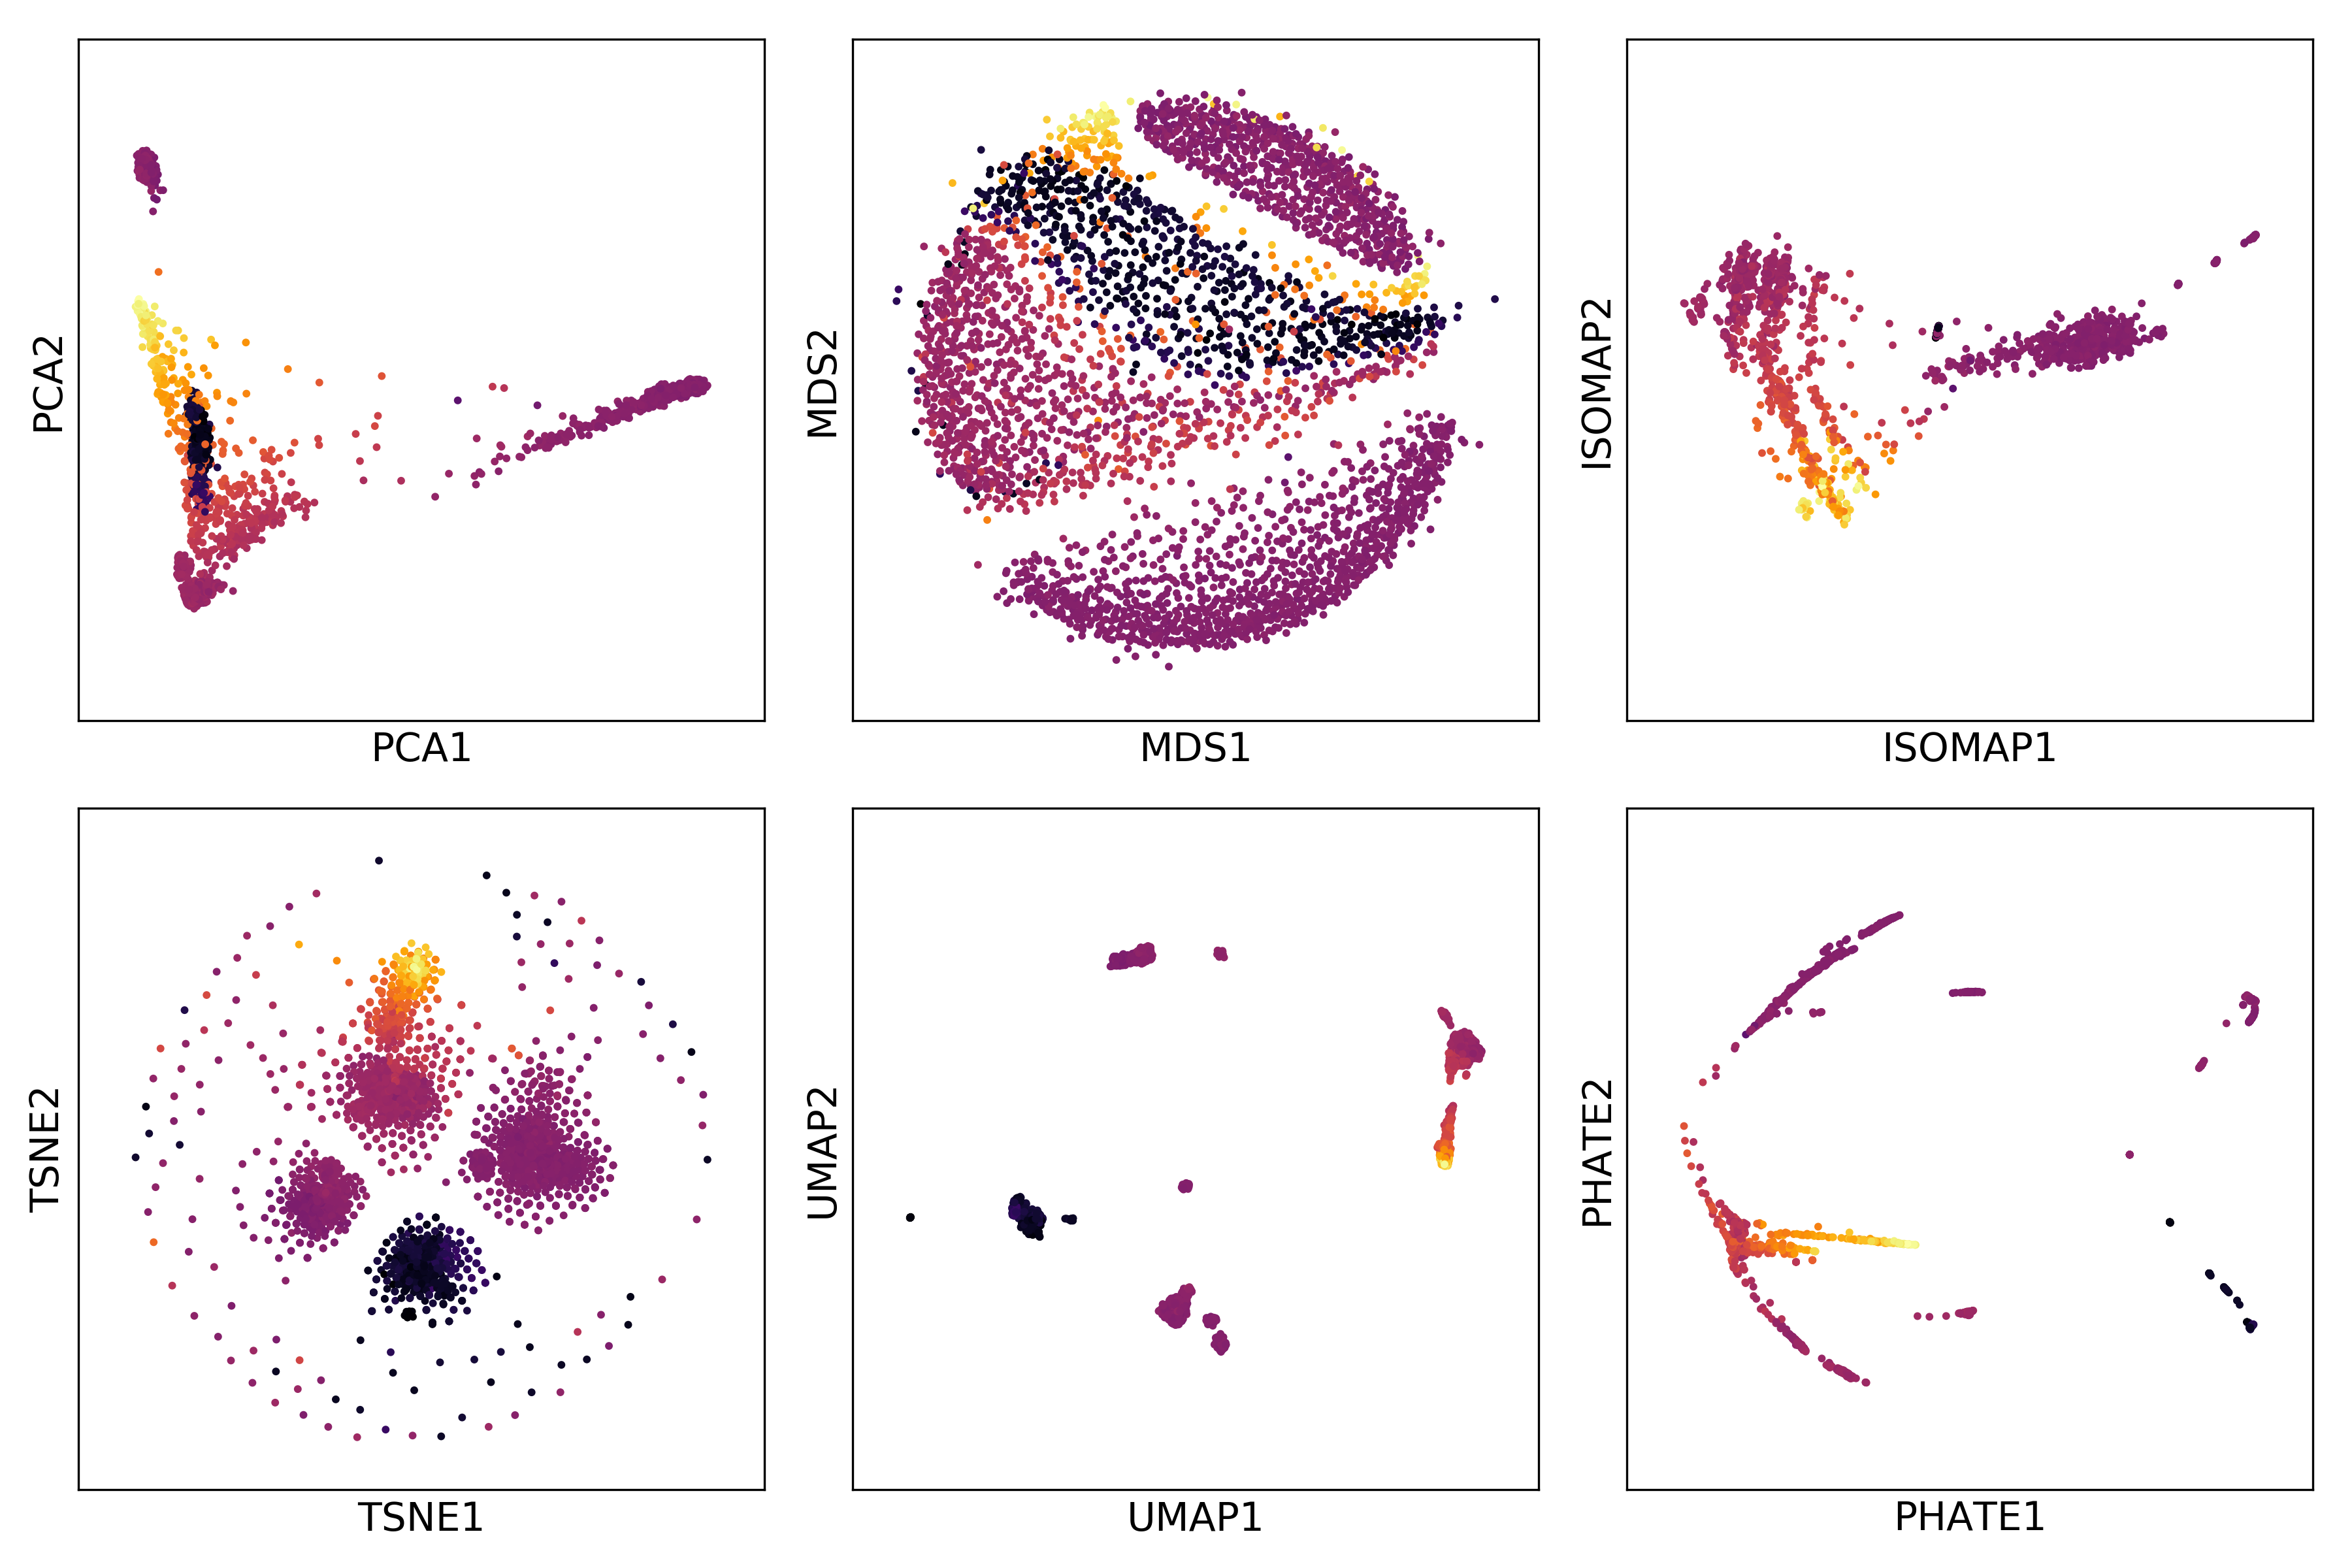 PCA2
PCA1
MDS2
MDS1
ISOMAP2
ISOMAP1
TSNE2
TSNE1
UMAP2
UMAP1
PHATE2
PHATE1